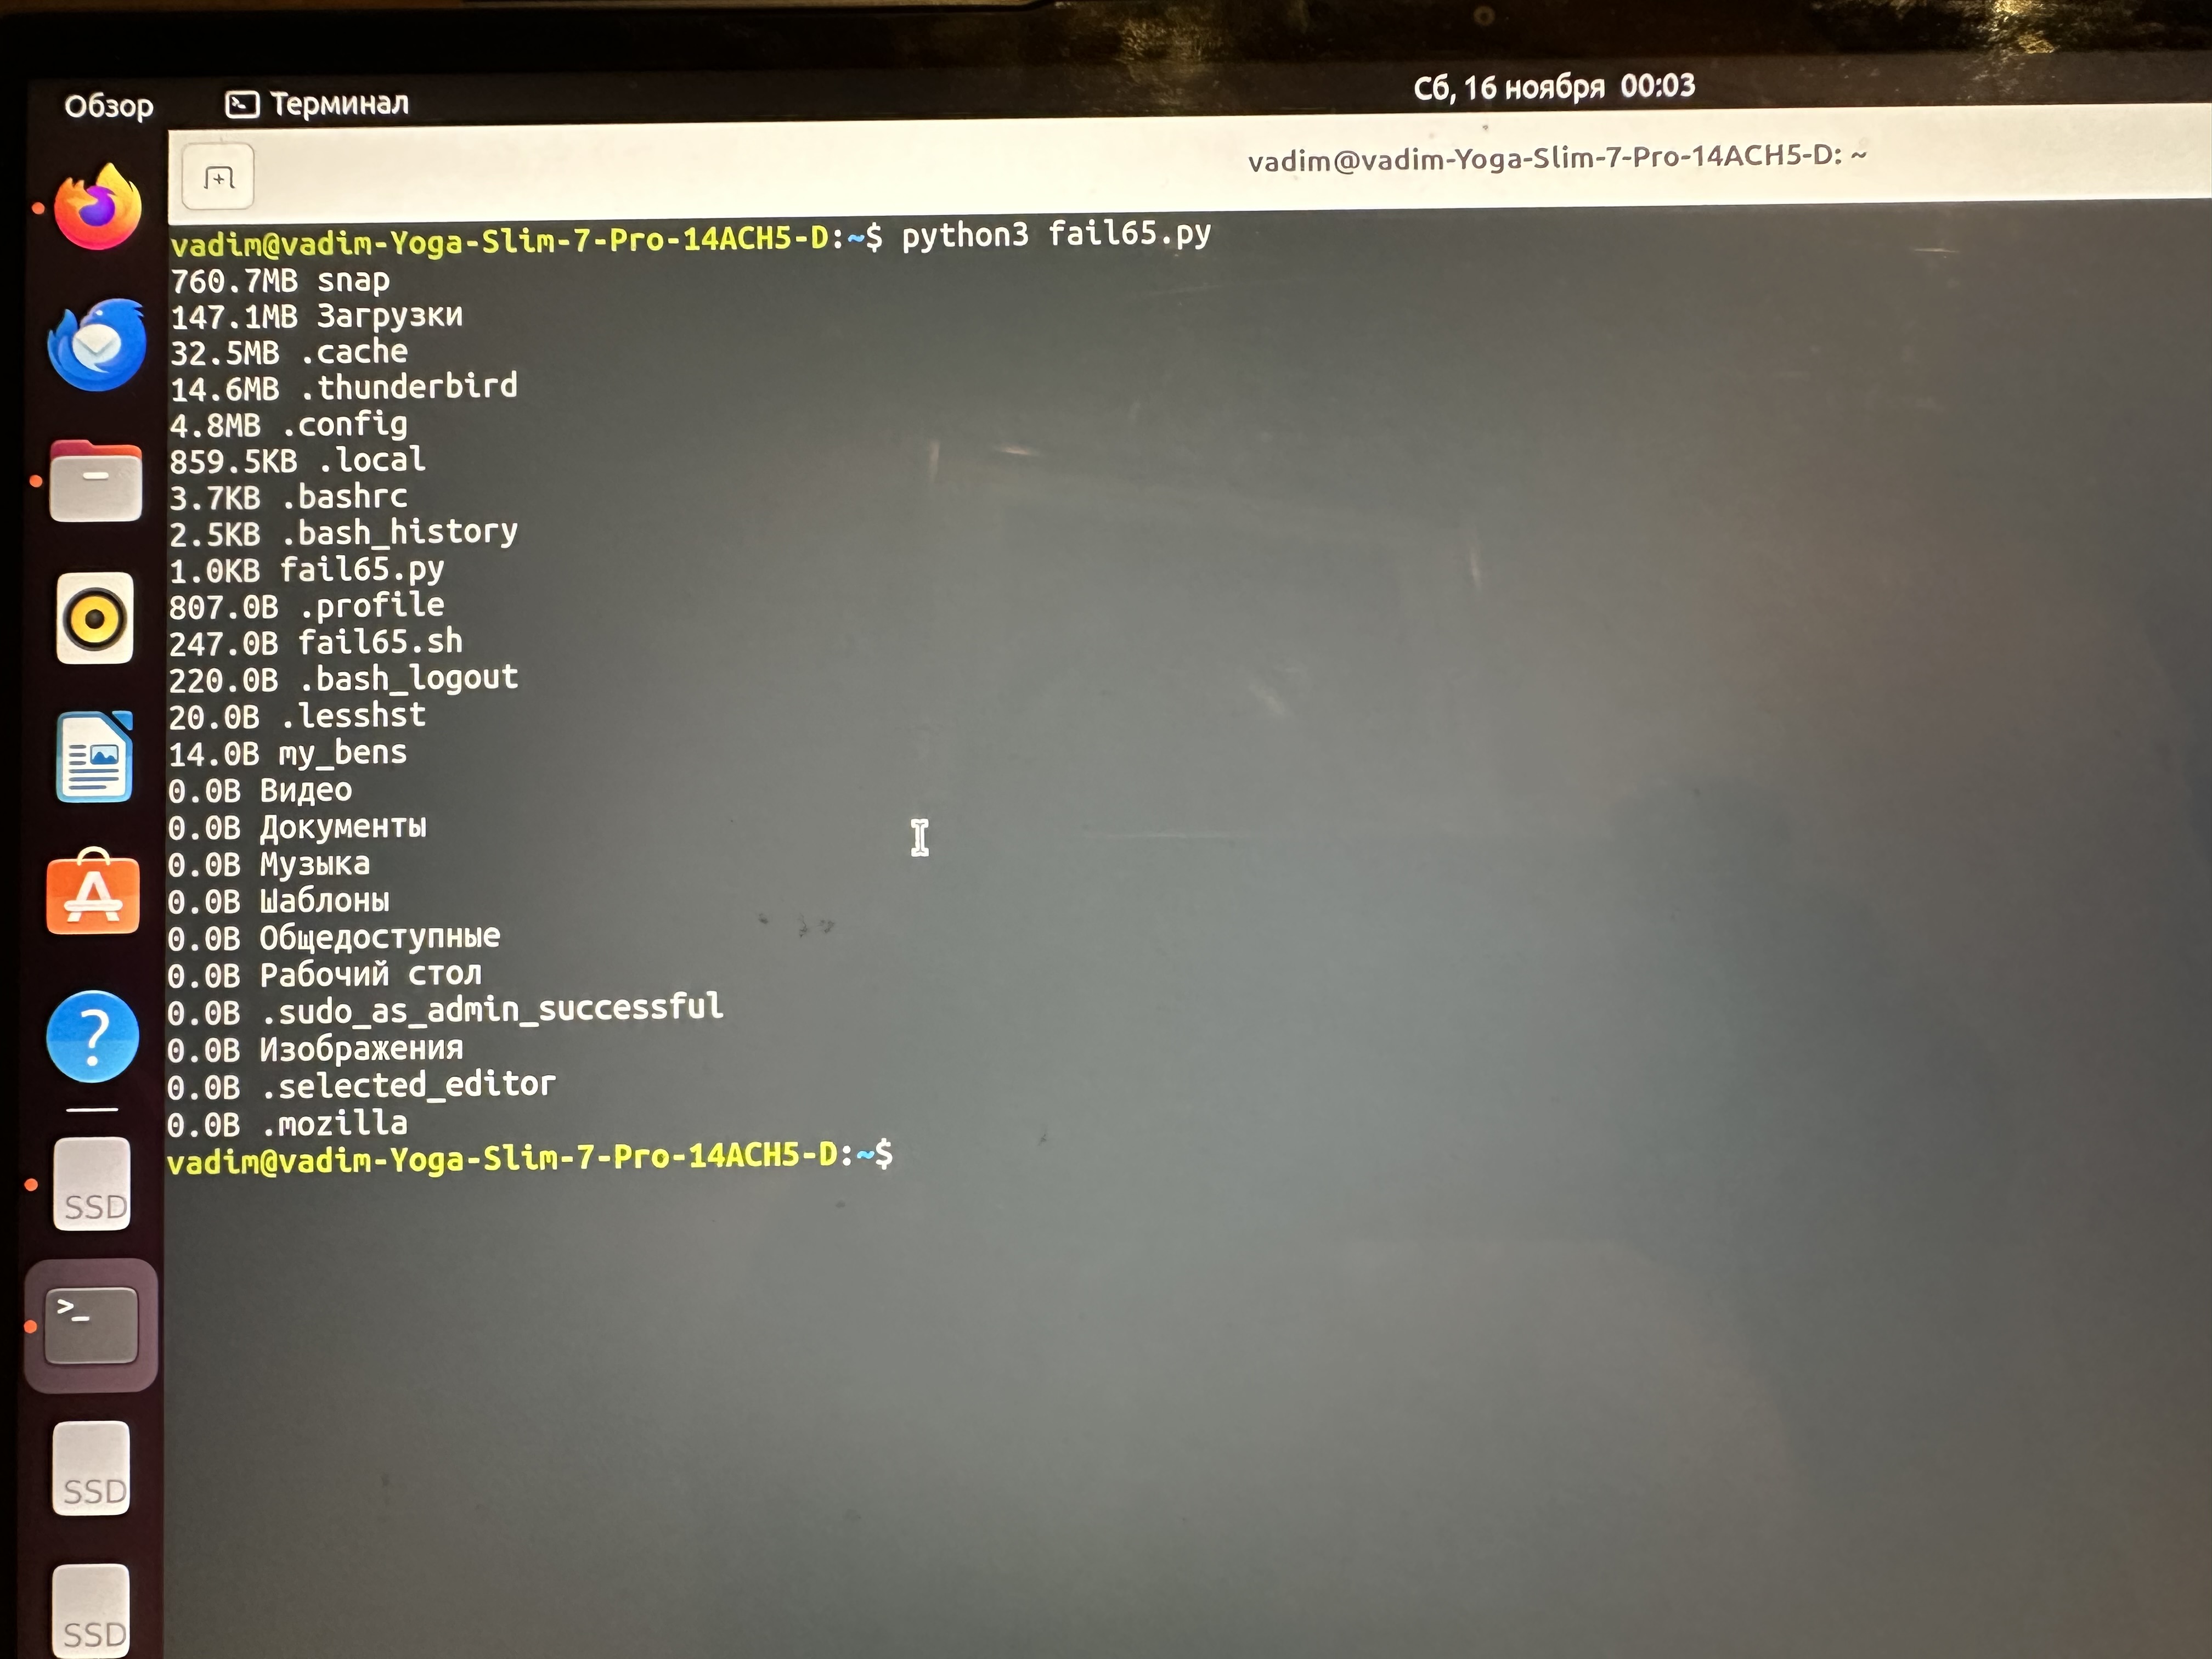 Обзор
Терминал
Сб, 16 ноября 00:03
vadim@vadim-Yoga-Slim-7-Pro-14ACH5-D: ~
vadim@vadim-Yoga-Slim-7-Pro-14ACH5-D:~$ python3 fail65.py
760.7MB snap
147.1MB Загрузки
32.5MB .cache
14.6MB .thunderbird
4.8MB .config
859.5KB .local
3.7KB .bashrc
2.5KB .bash_history
1.0KB fail65.py
807.0B .profile
247.0B fail65.sh
220.0B .bash_logout
20.0B .lesshst
14.0B my_bens
0.0B Видео
0.0B Документы
0.0B Музыка
0.0B Шаблоны
0.0B Общедоступные
0.0B Рабочий стол
0.0B .sudo_as_admin_successful
0.0B Изображения
0.0B .selected_editor
0.0B .mozilla
vadim@vadim-Yoga-Slim-7-Pro-14ACH5-D:~$
SSD
SSD
SSD